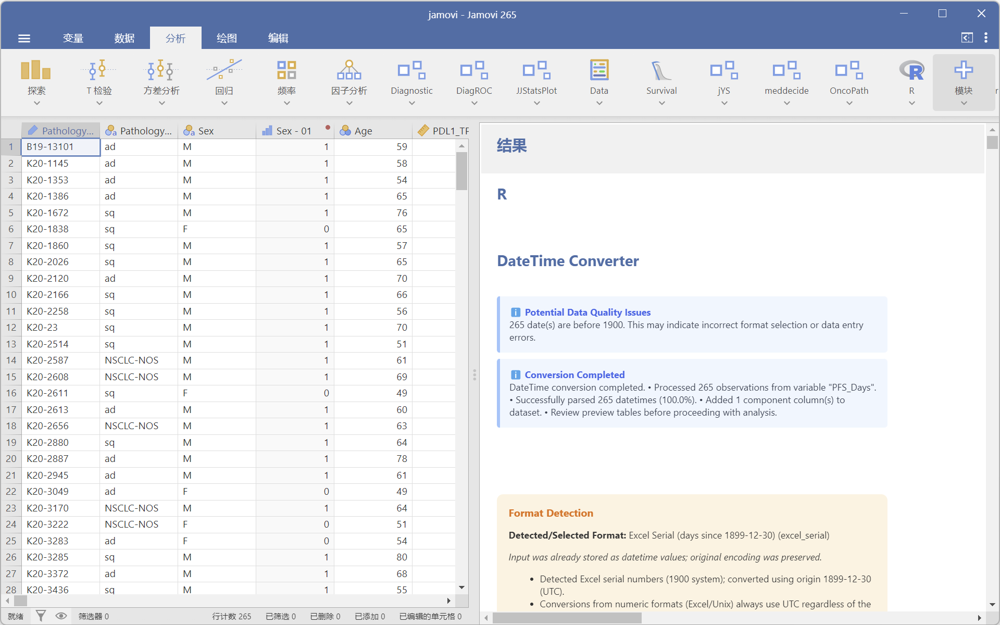 jamovi - Jamovi 265
变量 数据 分析 绘图 编辑
探索 T 检验 方差分析 回归 频率 因子分析 Diagnostic DiagROC JJStatsPlot Data Survival jYS meddecide OncoPath R 模块
Pathology... Pathology... Sex Sex - 01 Age PDL1_TF
1 B19-13101 ad M 1 59
2 K20-1145 ad M 1 58
3 K20-1353 ad M 1 54
4 K20-1386 ad M 1 65
5 K20-1672 sq M 1 76
6 K20-1838 sq F 0 65
7 K20-1860 sq M 1 57
8 K20-2026 sq M 1 65
9 K20-2120 ad M 1 70
10 K20-2166 sq M 1 66
11 K20-2258 sq M 1 56
12 K20-23 sq M 1 70
13 K20-2514 sq M 1 51
14 K20-2587 NSCLC-NOS M 1 61
15 K20-2608 NSCLC-NOS M 1 69
16 K20-2611 sq F 0 49
17 K20-2613 ad M 1 60
18 K20-2656 NSCLC-NOS M 1 63
19 K20-2880 sq M 1 64
20 K20-2887 ad M 1 78
21 K20-2945 ad M 1 61
22 K20-3049 ad F 0 49
23 K20-3170 NSCLC-NOS M 1 64
24 K20-3222 NSCLC-NOS F 0 51
25 K20-3283 ad F 0 54
26 K20-3285 sq M 1 80
27 K20-3372 ad M 1 68
28 K20-3436 sq M 1 55
就绪 筛选器 0 行计数 265 已筛选 0 已删除 0 已添加 0 已编辑的单元格 0
结果
R
DateTime Converter
Potential Data Quality Issues
265 date(s) are before 1900. This may indicate incorrect format selection or data entry
errors.
Conversion Completed
DateTime conversion completed. • Processed 265 observations from variable "PFS_Days".
• Successfully parsed 265 datetimes (100.0%). • Added 1 component column(s) to
dataset. • Review preview tables before proceeding with analysis.
Format Detection
Detected/Selected Format: Excel Serial (days since 1899-12-30) (excel_serial)
Input was already stored as datetime values; original encoding was preserved.
• Detected Excel serial numbers (1900 system); converted using origin 1899-12-30
(UTC).
• Conversions from numeric formats (Excel/Unix) always use UTC regardless of the